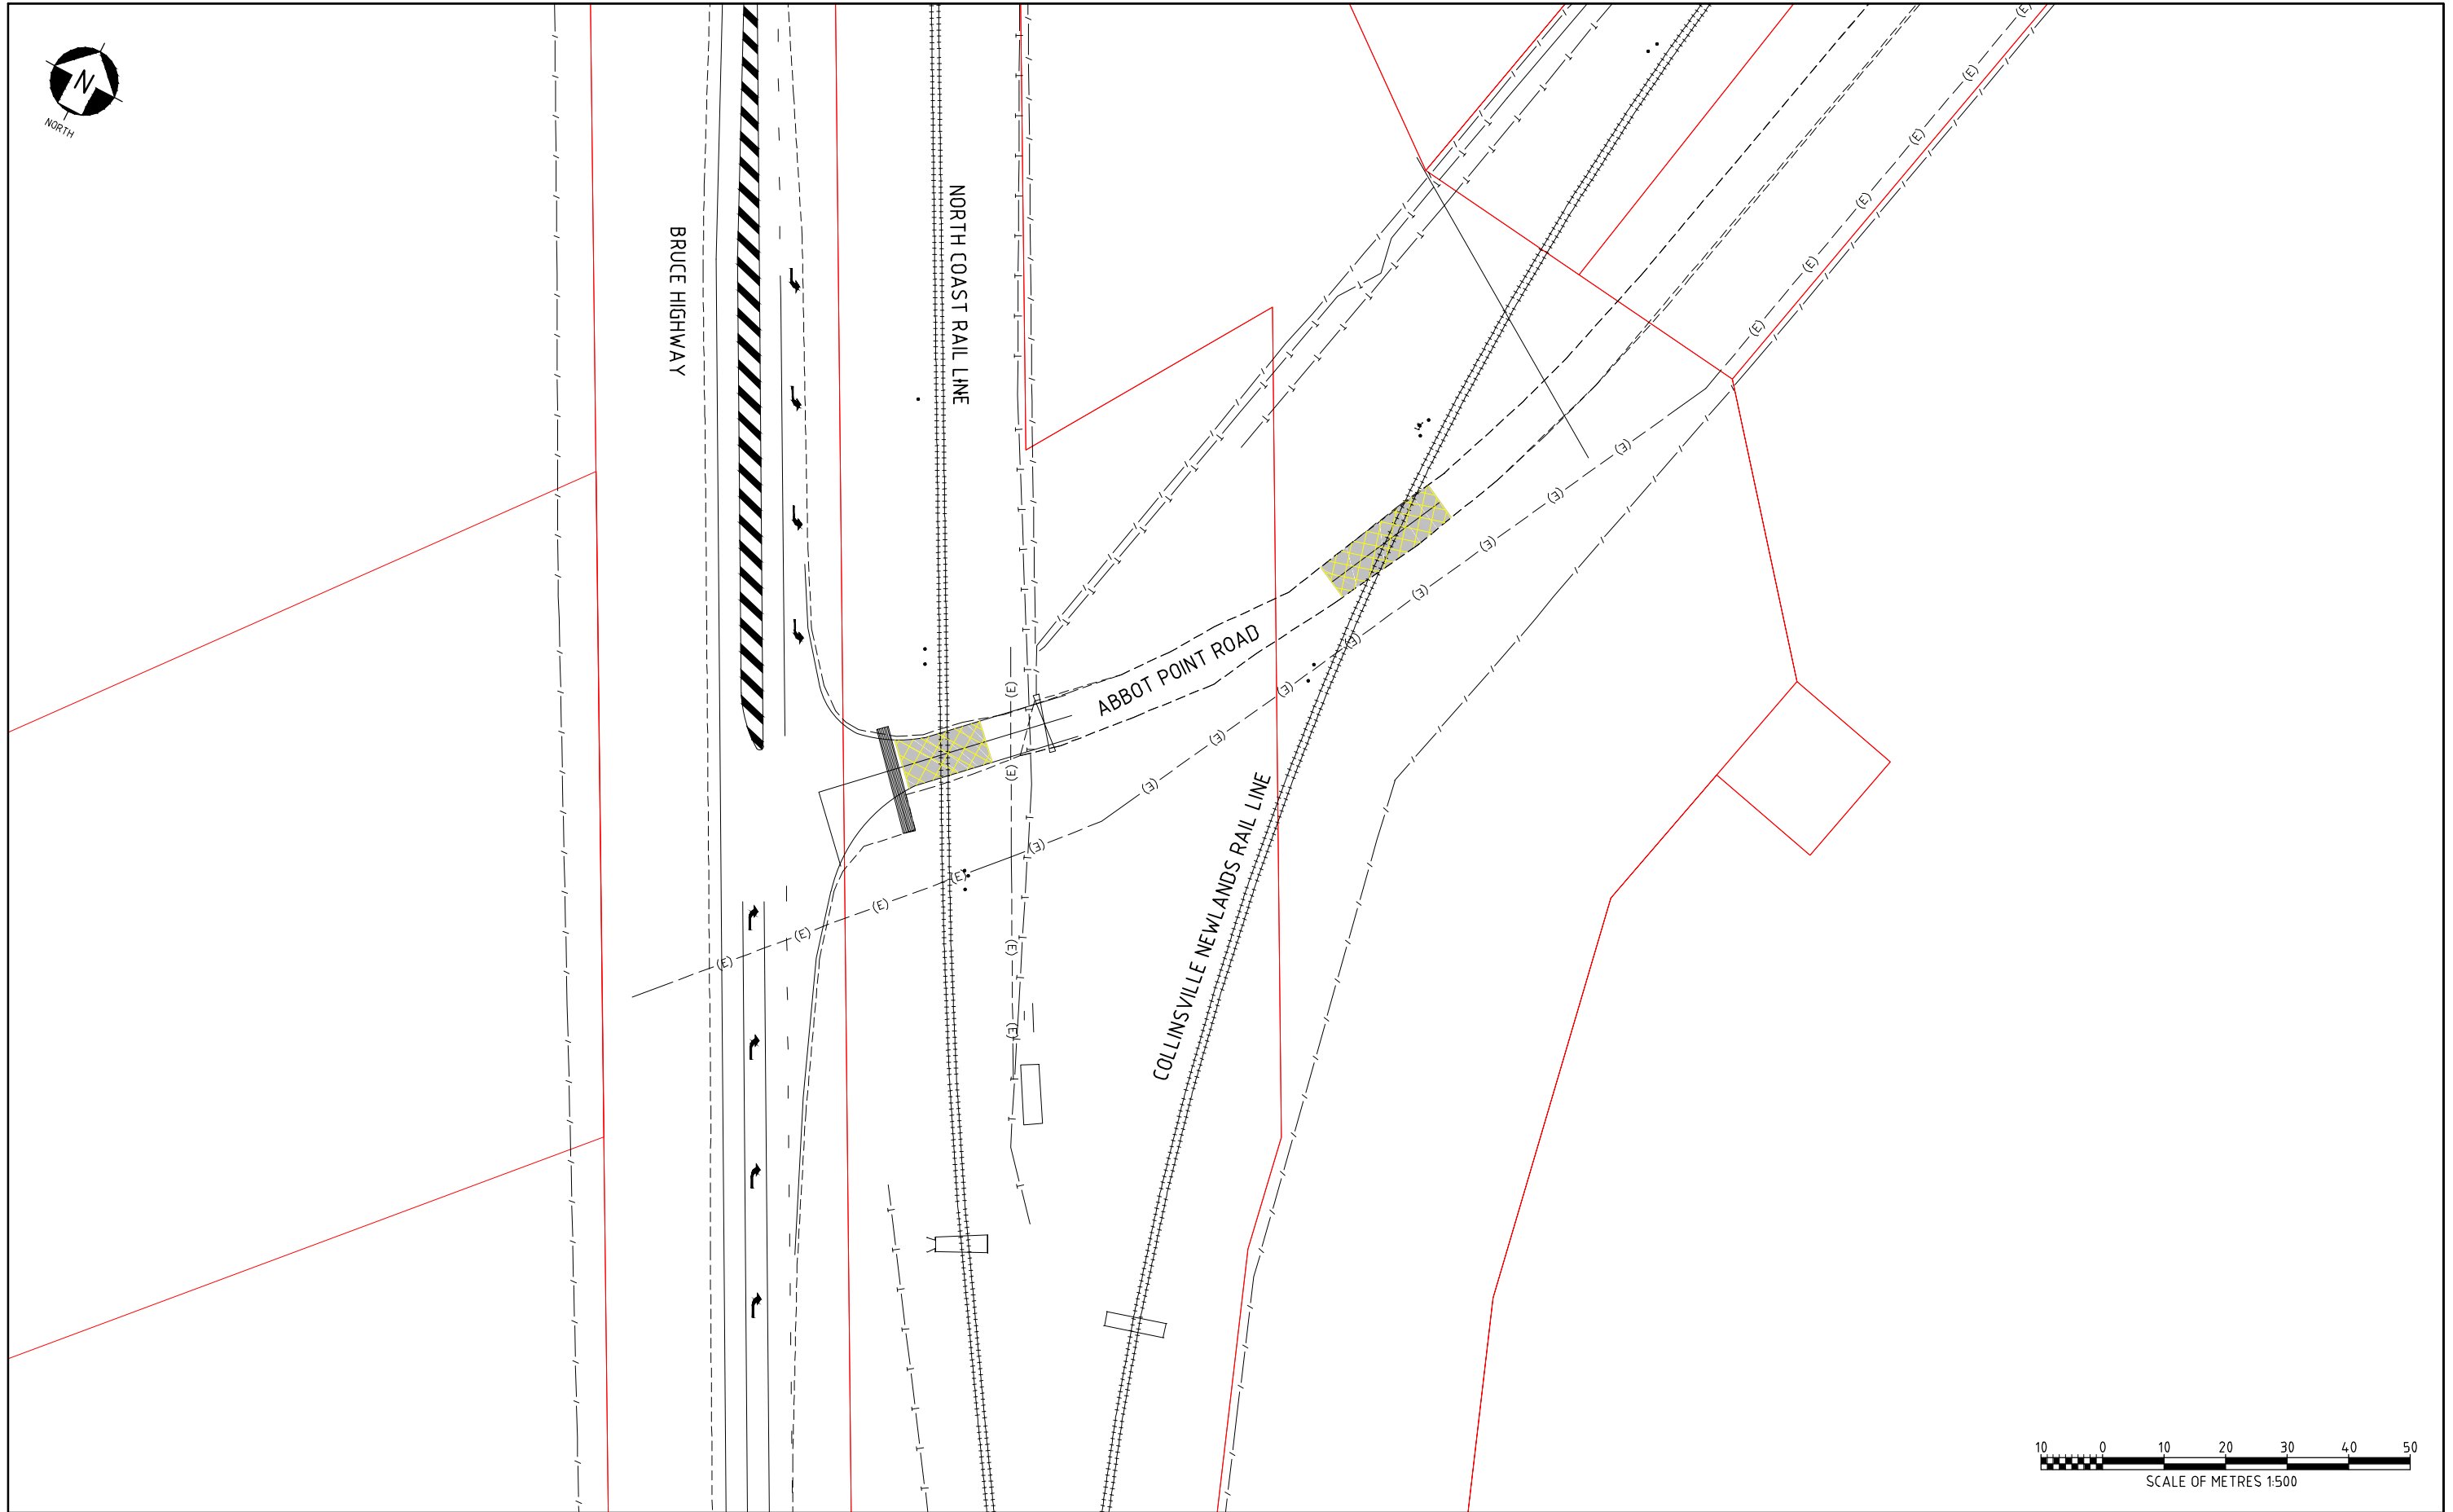 N
NORTH
BRUCE HIGHWAY
NORTH COAST RAIL LINE
ABBOT POINT ROAD
COLLINSVILLE NEWLANDS RAIL LINE
(E) (E) (E) (E) (E) (E) (E)
(E) (E) (E) (E) (E) (E) (E) (E) (E) (E) (E) (E) (E)
(E) (E) (E) (E)
10 0 10 20 30 40 50
SCALE OF METRES 1:500